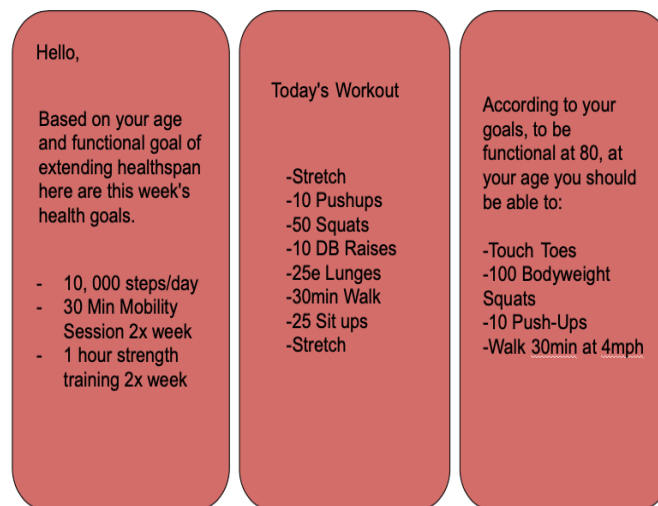 Hello,
Based on your age
and functional goal of
extending healthspan
here are this week's
health goals.
- 10, 000 steps/day
- 30 Min Mobility
Session 2x week
- 1 hour strength
training 2x week
Today's Workout
-Stretch
-10 Pushups
-50 Squats
-10 DB Raises
-25e Lunges
-30min Walk
-25 Sit ups
-Stretch
According to your
goals, to be
functional at 80, at
your age you should
be able to:
-Touch Toes
-100 Bodyweight
Squats
-10 Push-Ups
-Walk 30min at 4mph